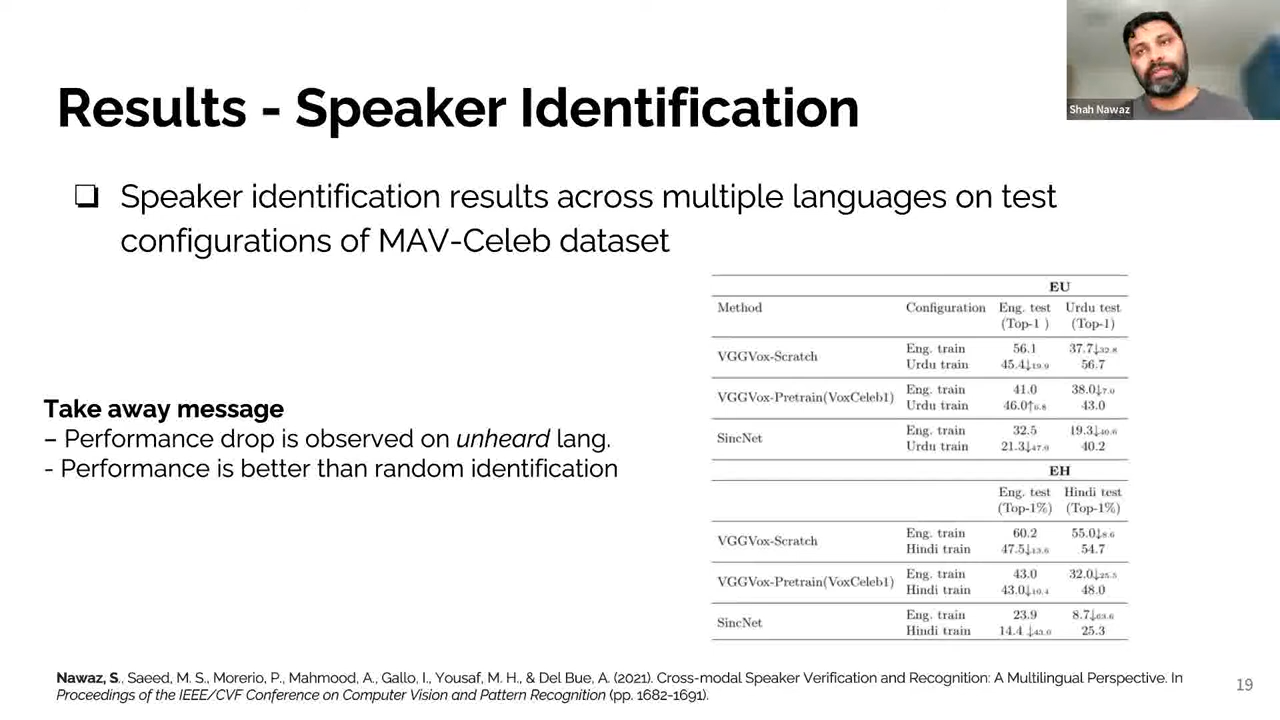 Shah Nawaz
Results - Speaker Identification
❏ Speaker identification results across multiple languages on test
configurations of MAV-Celeb dataset
Take away message
– Performance drop is observed on unheard lang.
- Performance is better than random identification
EU
Method Configuration Eng. test Urdu test
(Top-1 ) (Top-1)
VGGVox-Scratch
Eng. train 56.1 37.7↓32.8
Urdu train 45.4↓19.9 56.7
VGGVox-Pretrain(VoxCeleb1)
Eng. train 41.0 38.0↓7.0
Urdu train 46.0↑6.8 43.0
SincNet
Eng. train 32.5 19.3↓40.6
Urdu train 21.3↓47.0 40.2
EH
Eng. test Hindi test
(Top-1%) (Top-1%)
VGGVox-Scratch
Eng. train 60.2 55.0↓8.6
Hindi train 47.5↓13.6 54.7
VGGVox-Pretrain(VoxCeleb1)
Eng. train 43.0 32.0↓25.5
Hindi train 43.0↓10.4 48.0
SincNet
Eng. train 23.9 8.7↓63.6
Hindi train 14.4 ↓43.0 25.3
Nawaz, S., Saeed, M. S., Morerio, P., Mahmood, A., Gallo, I., Yousaf, M. H., & Del Bue, A. (2021). Cross-modal Speaker Verification and Recognition: A Multilingual Perspective. In
Proceedings of the IEEE/CVF Conference on Computer Vision and Pattern Recognition (pp. 1682-1691).
19